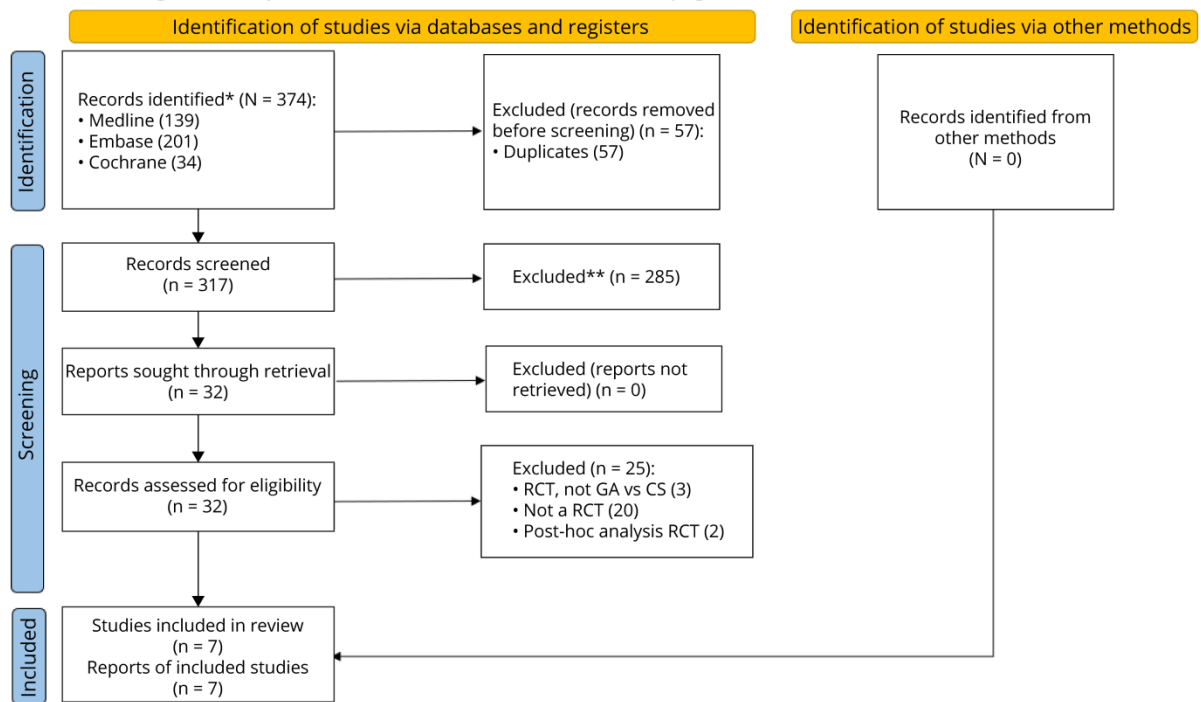 Identification of studies via databases and registers
Identification of studies via other methods
Identification
Records identified* (N = 374):
• Medline (139)
• Embase (201)
• Cochrane (34)
Excluded (records removed
before screening) (n = 57):
• Duplicates (57)
Records identified from
other methods
(N = 0)
Screening
Records screened
(n = 317)
Excluded** (n = 285)
Reports sought through retrieval
(n = 32)
Excluded (reports not
retrieved) (n = 0)
Records assessed for eligibility
(n = 32)
Excluded (n = 25):
• RCT, not GA vs CS (3)
• Not a RCT (20)
• Post-hoc analysis RCT (2)
Included
Studies included in review
(n = 7)
Reports of included studies
(n = 7)